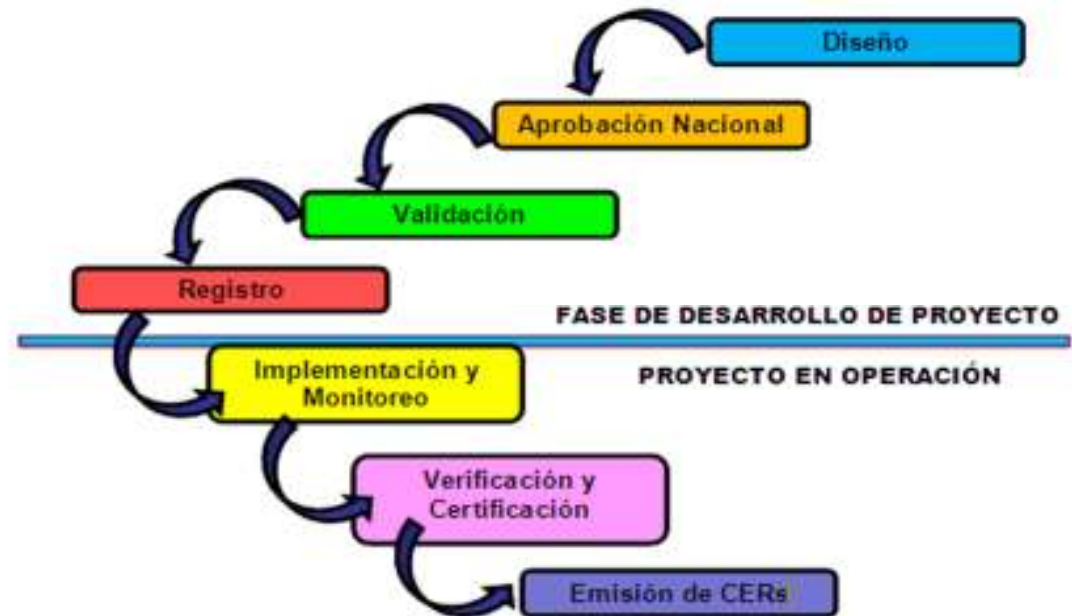 Diseño
Aprobación Nacional
Validación
Registro
FASE DE DESARROLLO DE PROYECTO
PROYECTO EN OPERACIÓN
Implementación y
Monitoreo
Verificación y
Certificación
Emisión de CERs